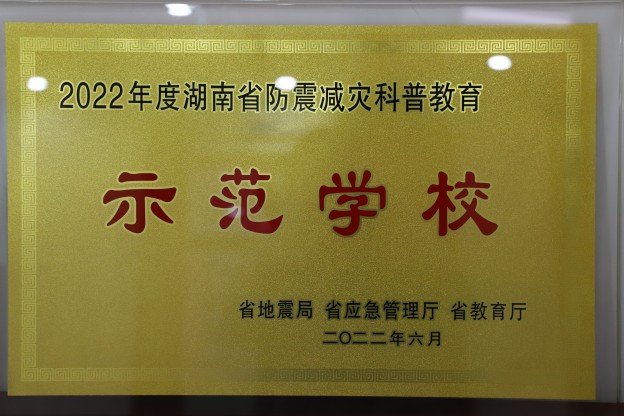 2022年度湖南省防震减灾科普教育
示范学校
省地震局 省应急管理厅 省教育厅
二〇二二年六月